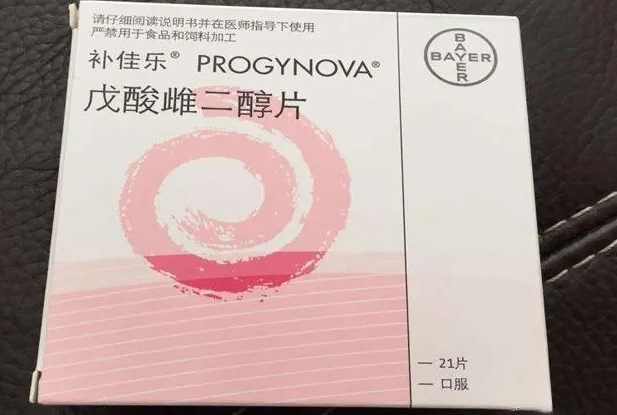 请仔细阅读说明书并在医师指导下使用
严禁用于食品和饲料加工
补佳乐® PROGYNOVA®
戊酸雌二醇片
BAYER
BAYER
— 21片
— 口服